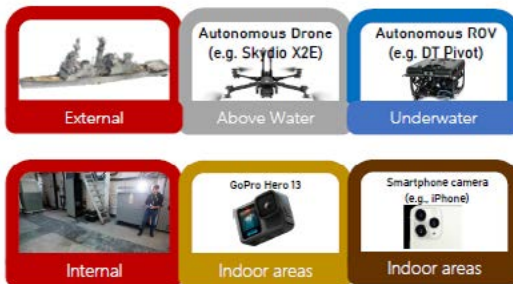 Autonomous Drone
(e.g. Skydio X2E)
Autonomous ROV
(e.g. DT Pivot)
External
Above Water
Underwater
GoPro Hero 13
Smartphone camera
(e.g., iPhone)
Internal
Indoor areas
Indoor areas